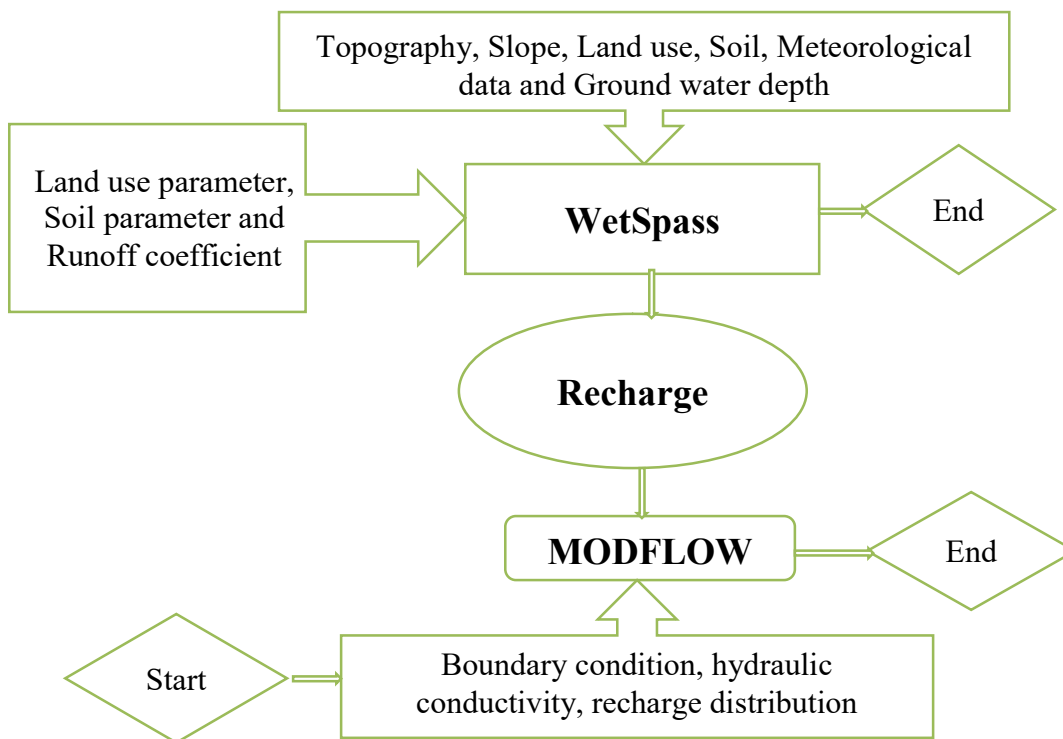 Topography, Slope, Land use, Soil, Meteorological
data and Ground water depth
Land use parameter,
Soil parameter and
Runoff coefficient
WetSpass
End
Recharge
MODFLOW
End
Start
Boundary condition, hydraulic
conductivity, recharge distribution